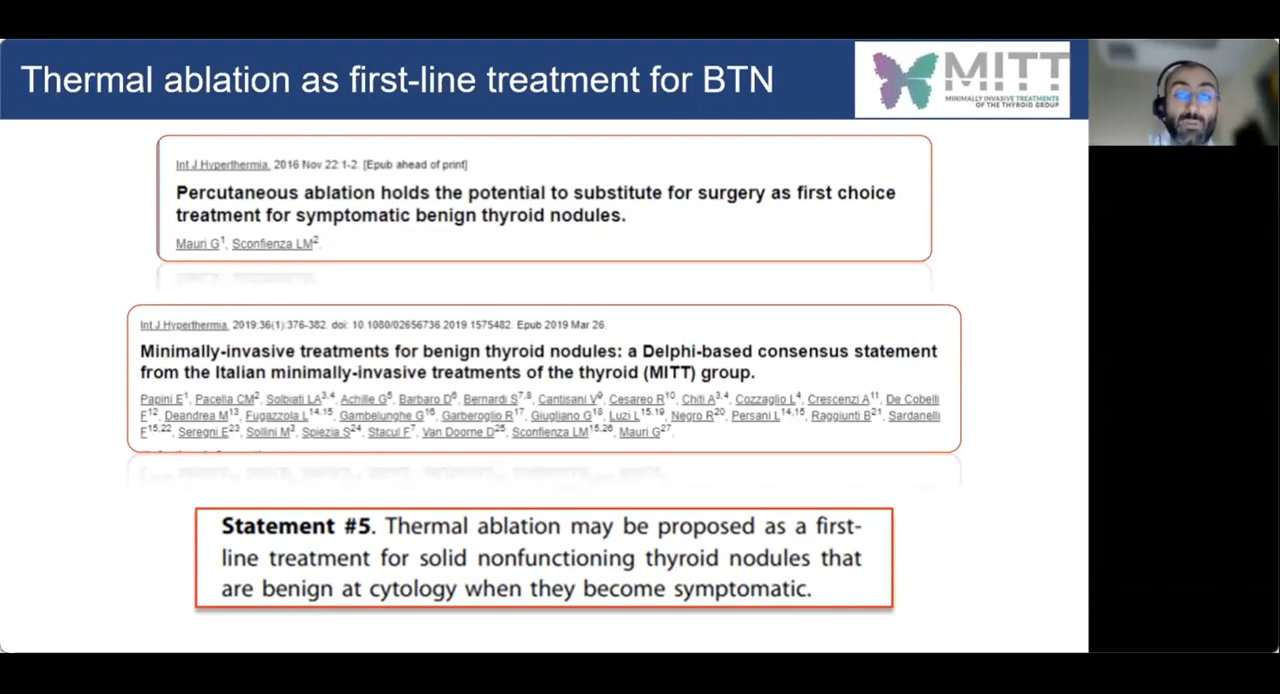 Thermal ablation as first-line treatment for BTN
MITT
MINIMALLY INVASIVE TREATMENTS
OF THE THYROID GROUP
Int J Hyperthermia. 2016 Nov 22:1-2. [Epub ahead of print]
Percutaneous ablation holds the potential to substitute for surgery as first choice
treatment for symptomatic benign thyroid nodules.
Mauri G1, Sconfienza LM2.
Int J Hyperthermia. 2019;36(1):376-382. doi: 10.1080/02656736.2019.1575482. Epub 2019 Mar 26.
Minimally-invasive treatments for benign thyroid nodules: a Delphi-based consensus statement
from the Italian minimally-invasive treatments of the thyroid (MITT) group.
Papini E1, Pacella CM2, Solbiati LA3,4, Achille G5, Barbaro D6, Bernardi S7,8, Cantisani V9, Cesareo R10, Chiti A3,4, Cozzaglio L4, Crescenzi A11, De Cobelli
F12, Deandrea M13, Fugazzola L14,15, Gambelunghe G16, Garberoglio R17, Giugliano G18, Luzi L15,19, Negro R20, Persani L14,15, Raggiunti B21, Sardanelli
F15,22, Seregni E23, Sollini M3, Spiezia S24, Stacul F7, Van Doorne D25, Sconfienza LM15,26, Mauri G27.
Statement #5. Thermal ablation may be proposed as a first-
line treatment for solid nonfunctioning thyroid nodules that
are benign at cytology when they become symptomatic.